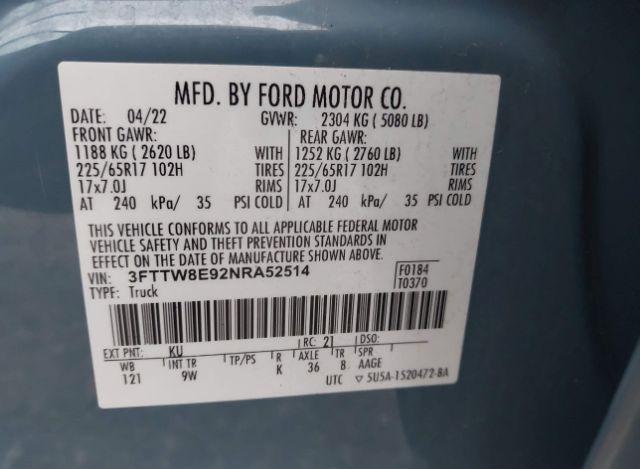 MFD. BY FORD MOTOR CO.
DATE: 04/22 GVWR: 2304 KG ( 5080 LB)
FRONT GAWR: REAR GAWR:
1188 KG ( 2620 LB) WITH 1252 KG ( 2760 LB) WITH
225/65R17 102H TIRES 225/65R17 102H TIRES
17x7.0J RIMS 17x7.0J RIMS
AT 240 kPa/ 35 PSI COLD AT 240 kPa/ 35 PSI COLD
THIS VEHICLE CONFORMS TO ALL APPLICABLE FEDERAL MOTOR
VEHICLE SAFETY AND THEFT PREVENTION STANDARDS IN
EFFECT ON THE DATE OF MANUFACTURE SHOWN ABOVE.
VIN: 3FTTW8E92NRA52514 F0184
TYPE: Truck T0370
EXT PNT: KU RC: 21 DSO:
WB INT TR TP/PS R AXLE TR SPR
121 9W K 36 8 AAGE
UTC ▽ 5U5A-1520472-BA